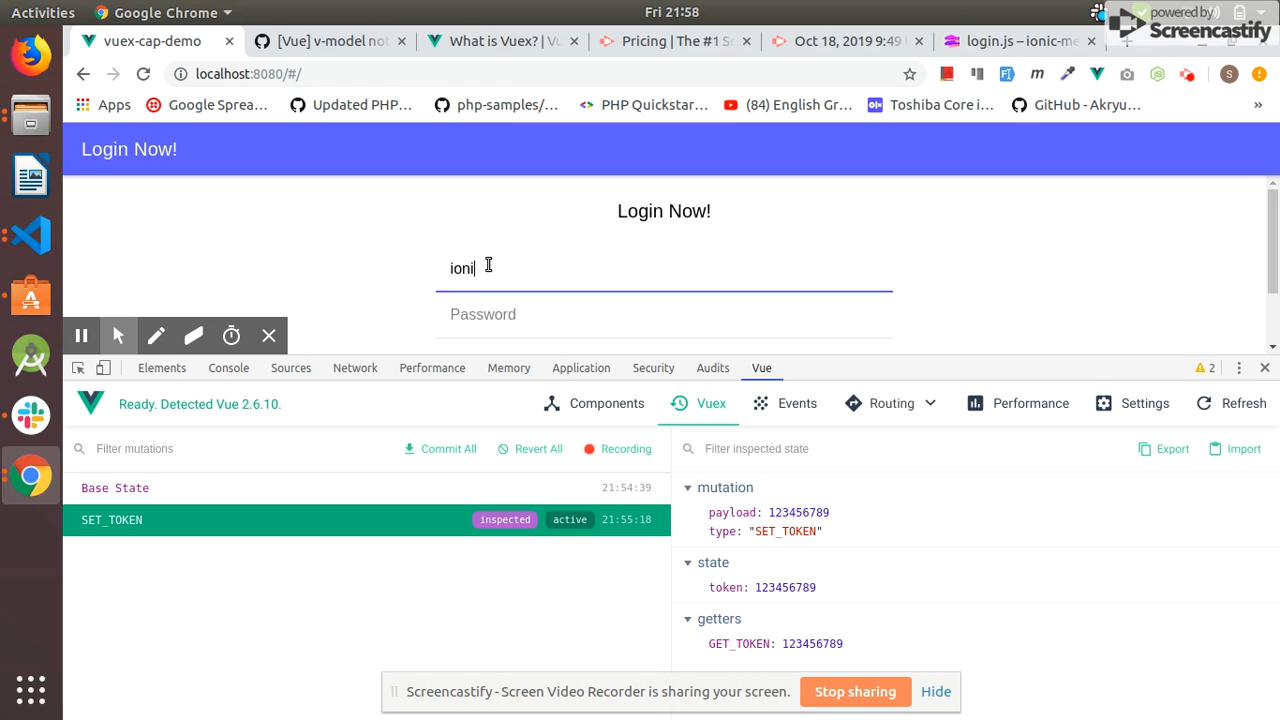 Activities Google Chrome Fri 21:58
powered by
Screencastify
vuex-cap-demo [Vue] v-model not What is Vuex? | Vu Pricing | The #1 Sc Oct 18, 2019 9:49 login.js – ionic-me
localhost:8080/#/ S
Apps Google Sprea... Updated PHP... php-samples/... PHP Quickstar... (84) English Gr... Toshiba Core i... GitHub - Akryu... »
Login Now!
Login Now!
ioni
Password
Elements Console Sources Network Performance Memory Application Security Audits Vue 2
Ready. Detected Vue 2.6.10. Components Vuex Events Routing Performance Settings Refresh
Filter mutations Commit All Revert All Recording Filter inspected state Export Import
Base State 21:54:39
SET_TOKEN inspected active 21:55:18
mutation
payload: 123456789
type: "SET_TOKEN"
state
token: 123456789
getters
GET_TOKEN: 123456789
Screencastify - Screen Video Recorder is sharing your screen. Stop sharing Hide